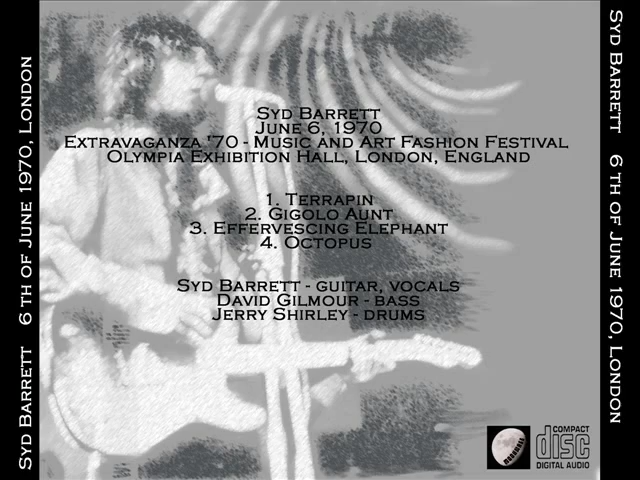 Syd Barrett
June 6, 1970
Extravaganza '70 - Music and Art Fashion Festival
Olympia Exhibition Hall, London, England
1. Terrapin
2. Gigolo Aunt
3. Effervescing Elephant
4. Octopus
Syd Barrett - guitar, vocals
David Gilmour - bass
Jerry Shirley - drums
Syd Barrett 6 th of June 1970, London
Syd Barrett 6 th of June 1970, London
COMPACT
disc
DIGITAL AUDIO